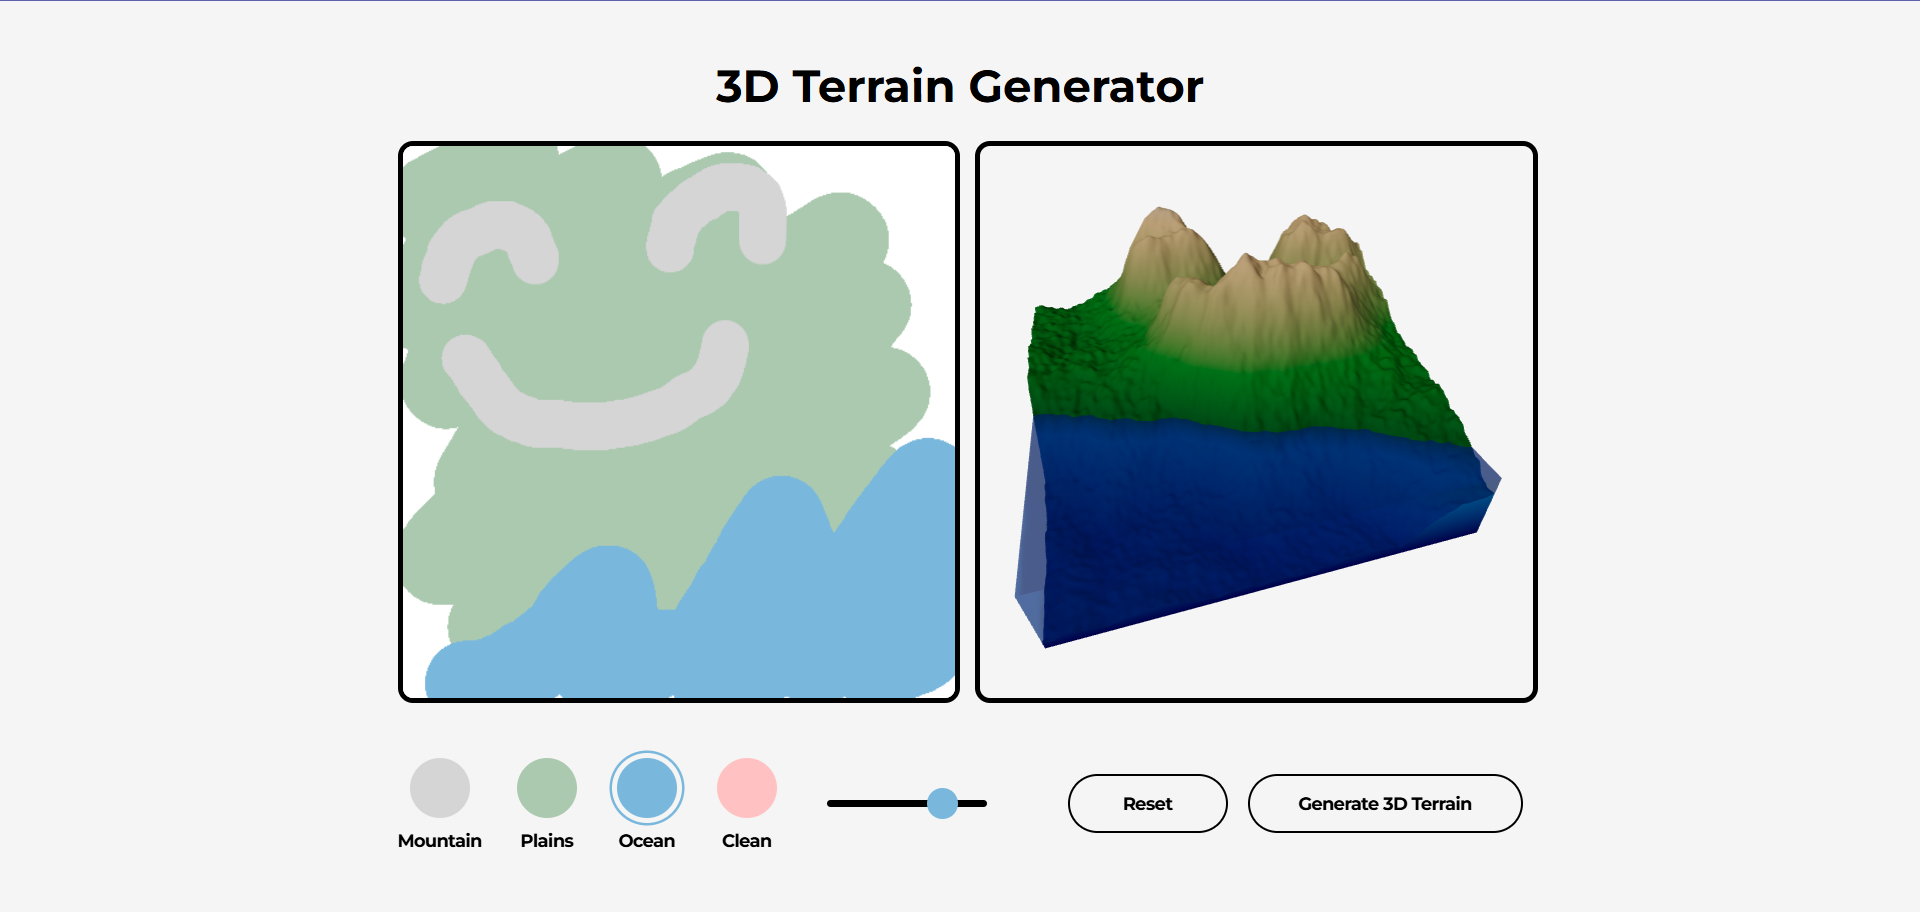 3D Terrain Generator
Mountain
Plains
Ocean
Clean
Reset
Generate 3D Terrain